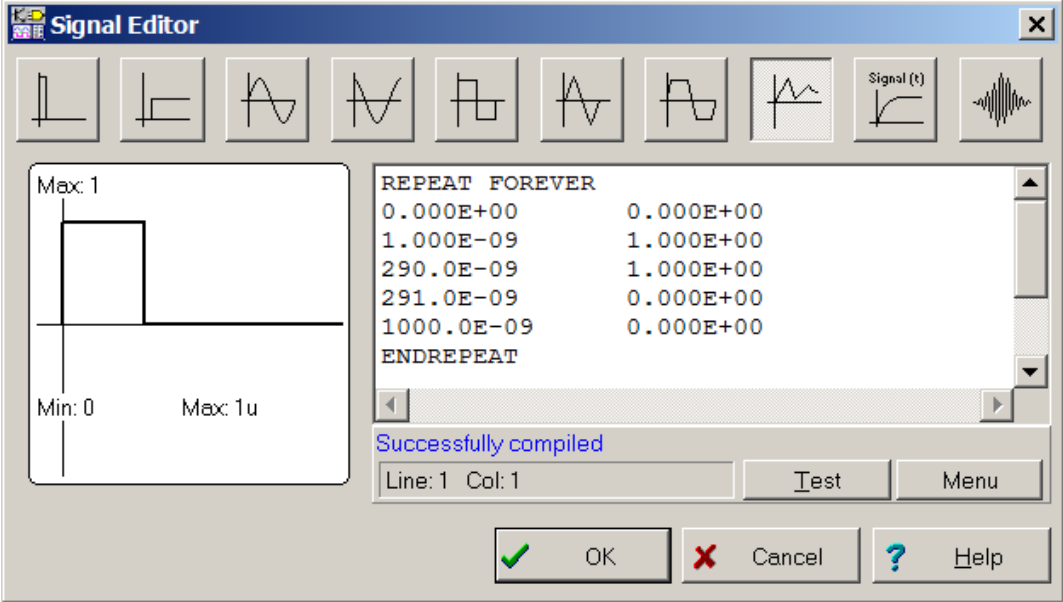 Signal Editor
Signal (t)
Max: 1
Min: 0 Max: 1u
REPEAT FOREVER
0.000E+00 0.000E+00
1.000E-09 1.000E+00
290.0E-09 1.000E+00
291.0E-09 0.000E+00
1000.0E-09 0.000E+00
ENDREPEAT
Successfully compiled
Line: 1 Col: 1 Test Menu
OK Cancel ? Help